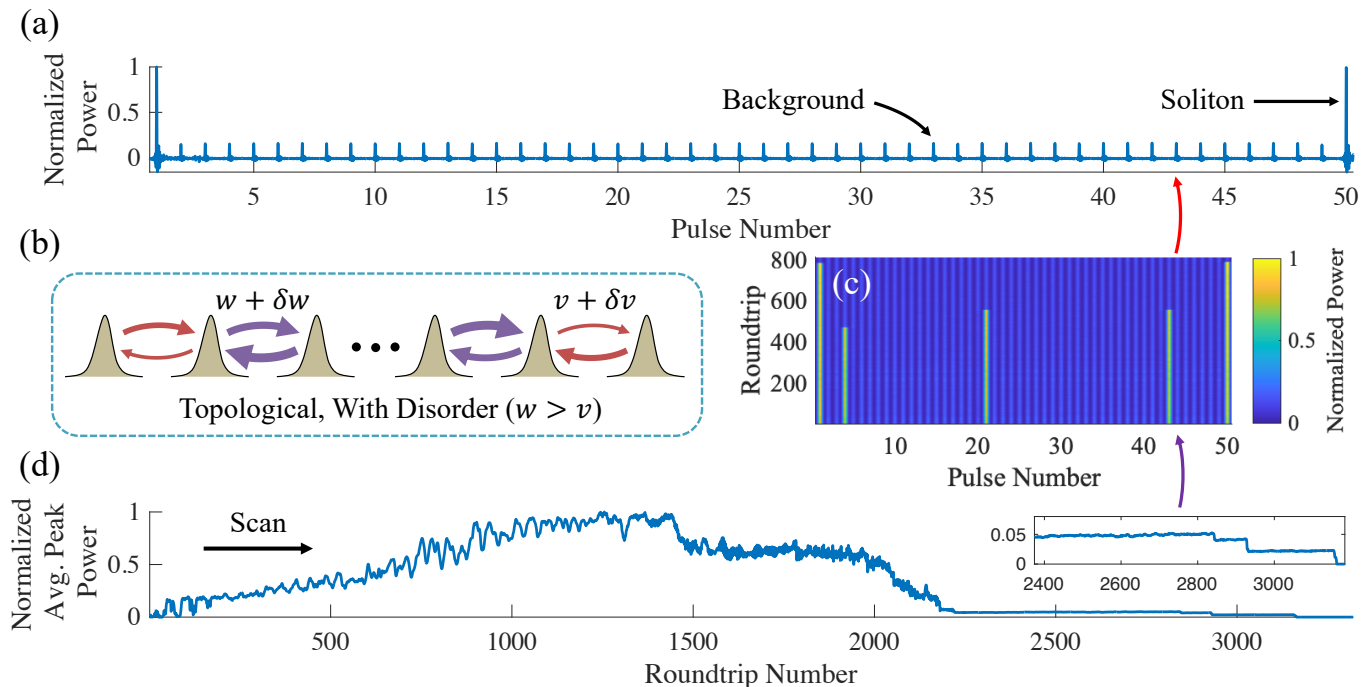 (a)
Normalized
Power
1
0.5
0
Background
Soliton
5 10 15 20 25 30 35 40 45 50
Pulse Number
(b)
w + δw
v + δv
Topological, With Disorder (w > v)
(c)
Roundtrip
800
600
400
200
10 20 30 40 50
Pulse Number
1
0.5
0
Normalized Power
(d)
Normalized
Avg. Peak
Power
1
0.5
0
Scan
0.05
0
2400 2600 2800 3000
500 1000 1500 2000 2500 3000
Roundtrip Number